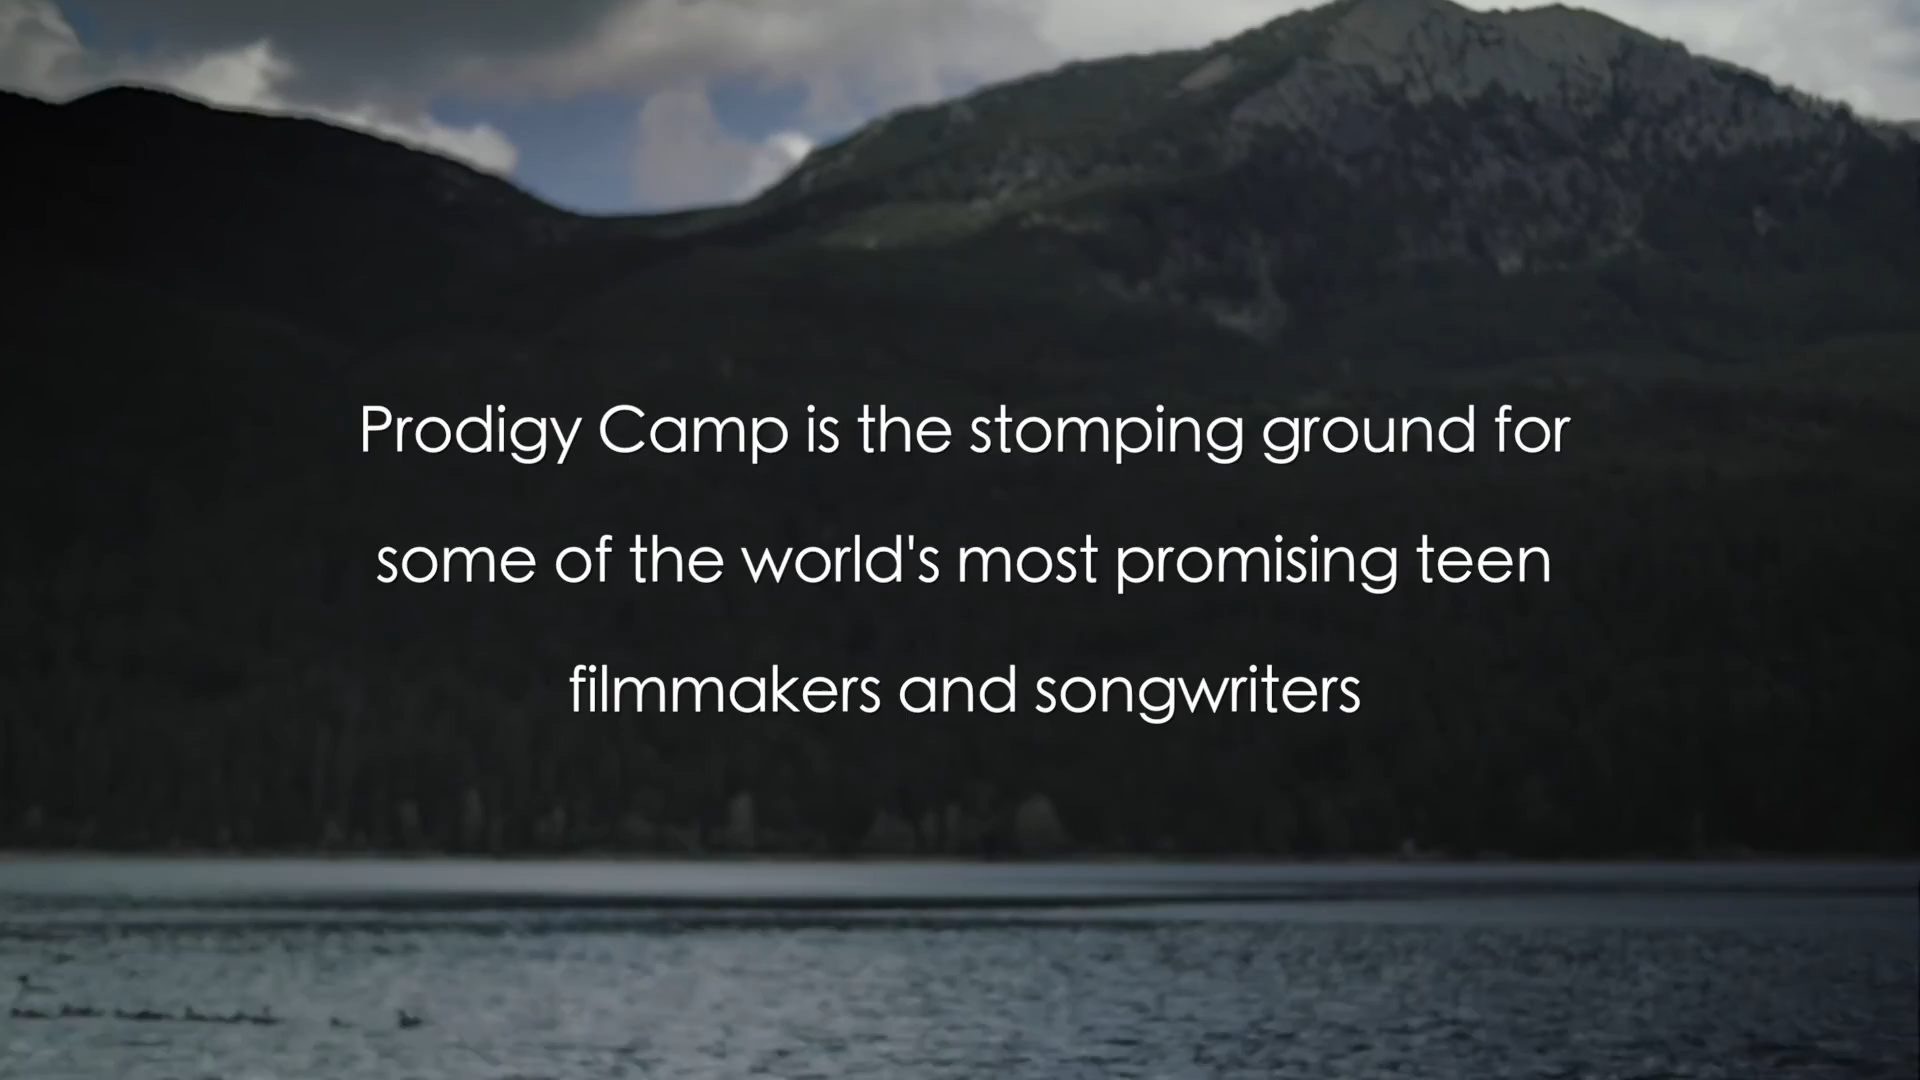 Prodigy Camp is the stomping ground for
some of the world's most promising teen
filmmakers and songwriters